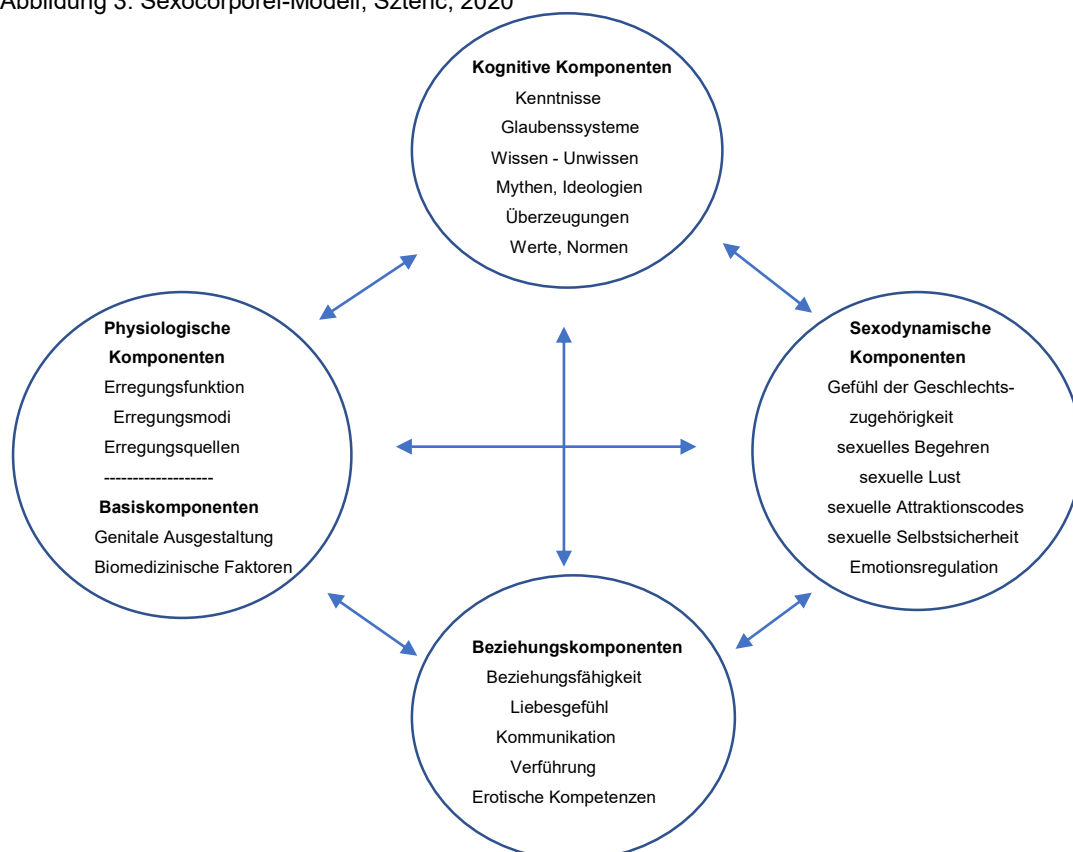 Abbildung 3: Sexocorporel-Modell, Sztenc, 2020
Kognitive Komponenten
Kenntnisse
Glaubenssysteme
Wissen - Unwissen
Mythen, Ideologien
Überzeugungen
Werte, Normen
Physiologische
Komponenten
Erregungsfunktion
Erregungsmodi
Erregungsquellen
-------------------
Basiskomponenten
Genitale Ausgestaltung
Biomedizinische Faktoren
Sexodynamische
Komponenten
Gefühl der Geschlechts-
zugehörigkeit
sexuelles Begehren
sexuelle Lust
sexuelle Attraktionscodes
sexuelle Selbstsicherheit
Emotionsregulation
Beziehungskomponenten
Beziehungsfähigkeit
Liebesgefühl
Kommunikation
Verführung
Erotische Kompetenzen